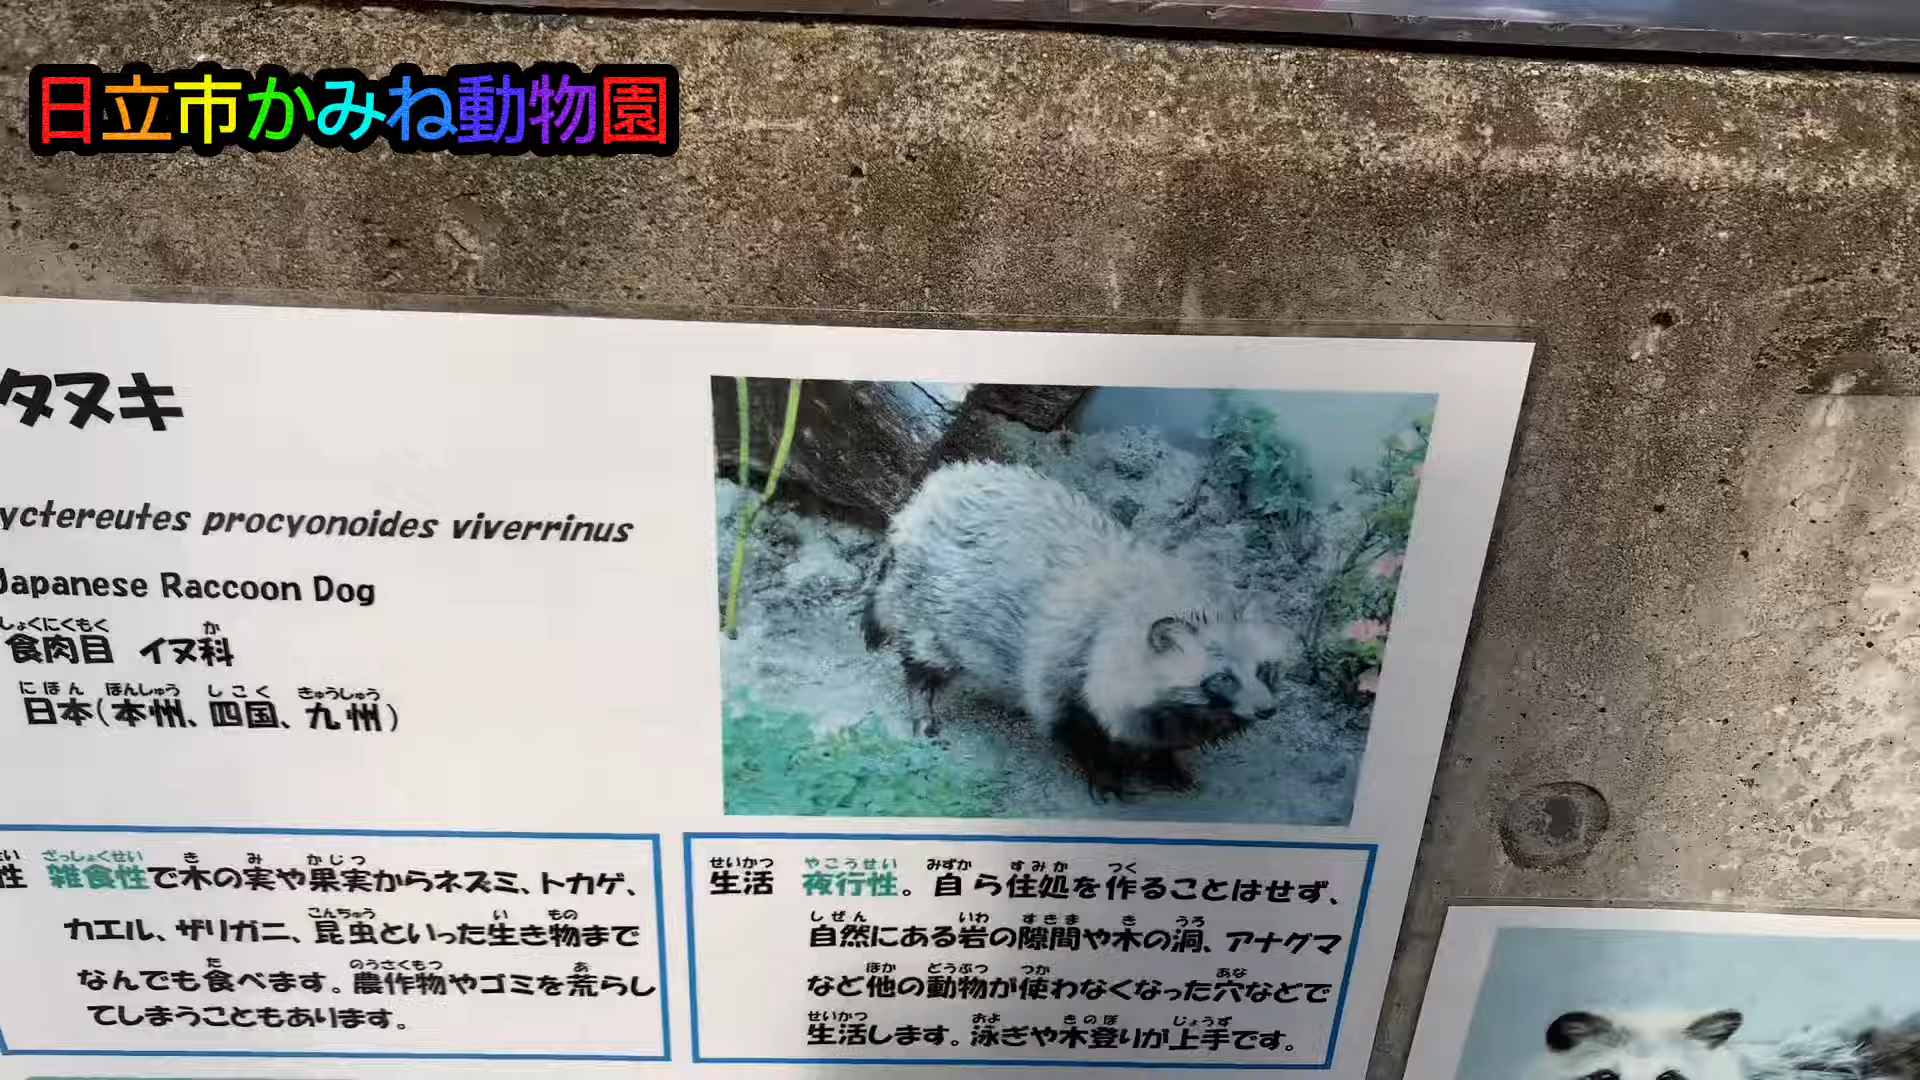 日立市かみね動物園
タヌキ
yctereutes procyonoides viverrinus
Japanese Raccoon Dog
しょくにくもく か
食肉目 イヌ科
にほん ほんしゅう しこく きゅうしゅう
日本(本州、四国、九州)
ざっしょくせい き み かじつ
性 雑食性で木の実や果実からネズミ、トカゲ、
こんちゅう い もの
カエル、ザリガニ、昆虫といった生き物まで
た のうさくもつ あ
なんでも食べます。農作物やゴミを荒らし
てしまうこともあります。
せいかつ やこうせい みずか すみか つく
生活 夜行性。自ら住処を作ることはせず、
しぜん いわ すきま き うろ
自然にある岩の隙間や木の洞、アナグマ
ほか どうぶつ つか あな
など他の動物が使わなくなった穴などで
せいかつ およ きのぼ じょうず
生活します。泳ぎや木登りが上手です。